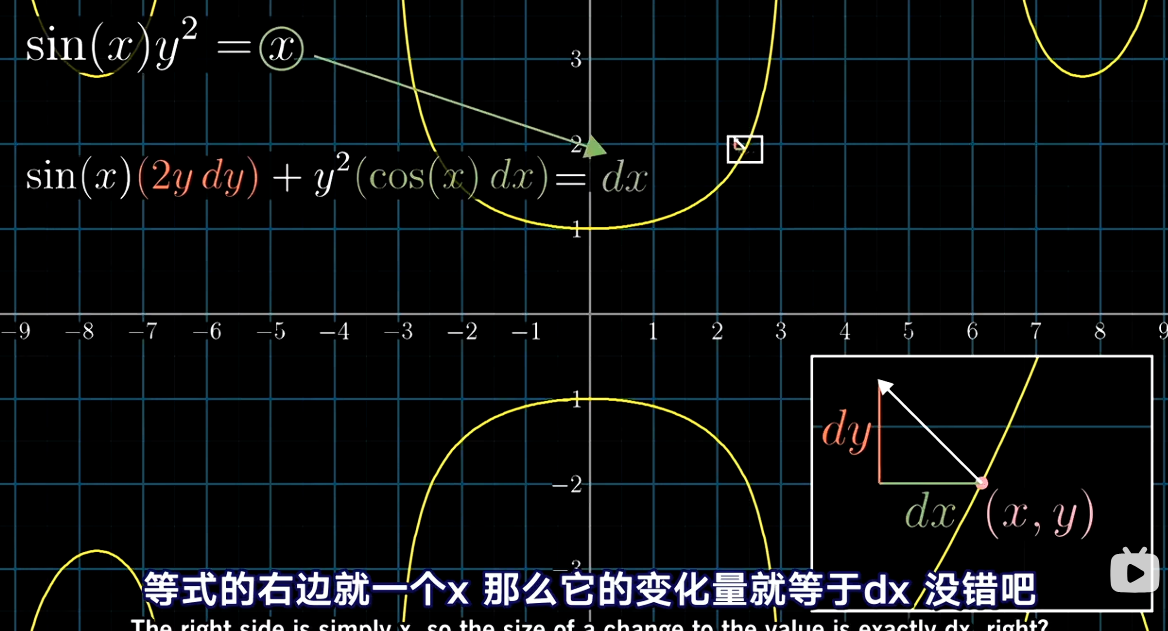 sin(x)y² = x
sin(x)(2y dy) + y²(cos(x) dx) = dx
3
2
1
-9 -8 -7 -6 -5 -4 -3 -2 -1 1 2 3 4 5 6 7 8 9
1
-2
-3
dy
dx (x, y)
等式的右边就一个x 那么它的变化量就等于dx 没错吧
The right side is simply x, so the size of a change to the value is exactly dx, right?